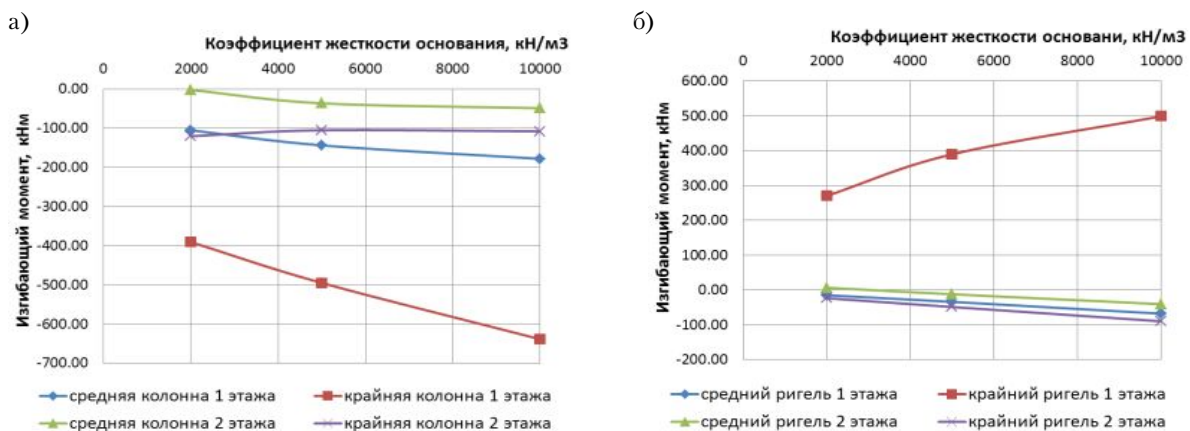 а)
Коэффициент жесткости основания, кН/м3
0 2000 4000 6000 8000 10000
0.00
-100.00
-200.00
-300.00
-400.00
-500.00
-600.00
-700.00
Изгибающий момент, кНм
средняя колонна 1 этажа крайняя колонна 1 этажа
средняя колонна 2 этажа крайняя колонна 2 этажа
б)
Коэффициент жесткости основани, кН/м3
0 2000 4000 6000 8000 10000
600.00
500.00
400.00
300.00
200.00
100.00
0.00
-100.00
-200.00
Изгибающий момент, кНм
средний ригель 1 этажа крайний ригель 1 этажа
средний ригель 2 этажа крайний ригель 2 этажа